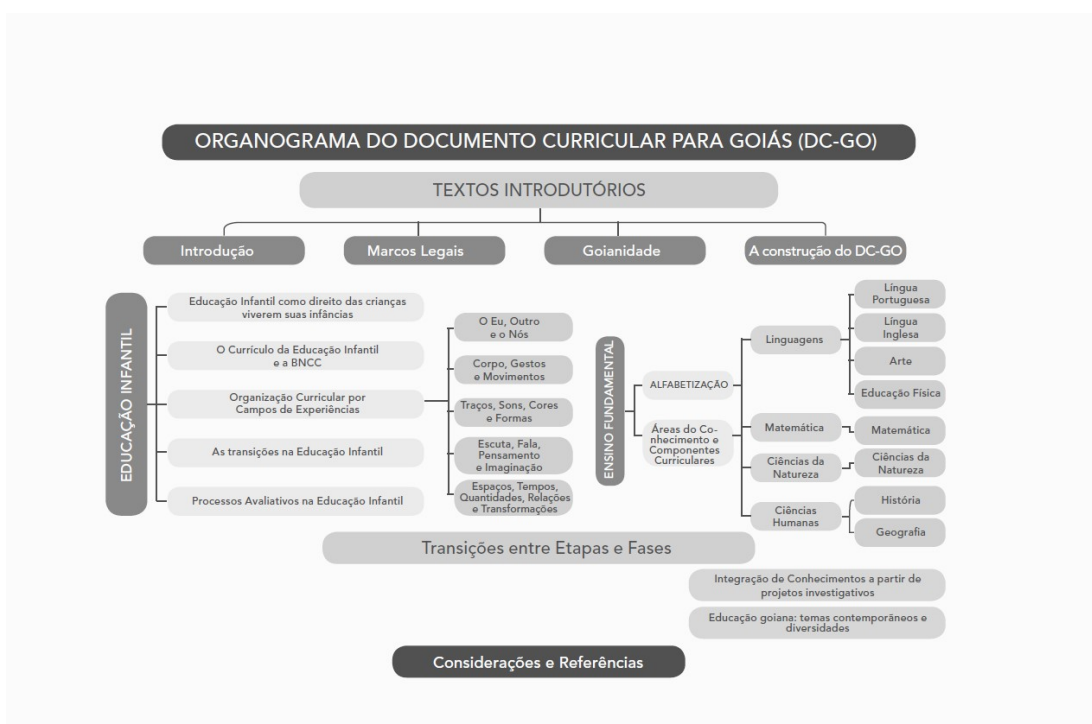 ORGANOGRAMA DO DOCUMENTO CURRICULAR PARA GOIÁS (DC-GO)
TEXTOS INTRODUTÓRIOS
Introdução
Marcos Legais
Goianidade
A construção do DC-GO
EDUCAÇÃO INFANTIL
Educação Infantil como direito das crianças
viverem suas infâncias
O Currículo da Educação Infantil
e a BNCC
Organização Curricular por
Campos de Experiências
As transições na Educação Infantil
Processos Avaliativos na Educação Infantil
O Eu, Outro
e o Nós
Corpo, Gestos
e Movimentos
Traços, Sons, Cores
e Formas
Escuta, Fala,
Pensamento
e Imaginação
Espaços, Tempos,
Quantidades, Relações
e Transformações
ENSINO FUNDAMENTAL
ALFABETIZAÇÃO
Áreas do Co-
nhecimento e
Componentes
Curriculares
Linguagens
Língua
Portuguesa
Língua
Inglesa
Arte
Educação Física
Matemática
Matemática
Ciências da
Natureza
Ciências da
Natureza
Ciências
Humanas
História
Geografia
Transições entre Etapas e Fases
Integração de Conhecimentos a partir de
projetos investigativos
Educação goiana: temas contemporâneos e
diversidades
Considerações e Referências